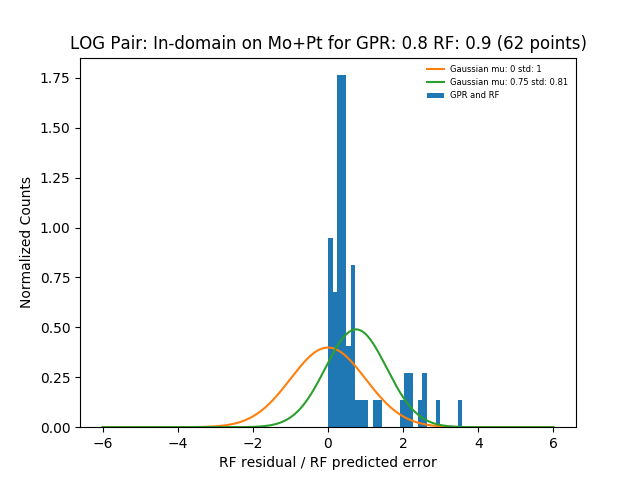 LOG Pair: In-domain on Mo+Pt for GPR: 0.8 RF: 0.9 (62 points)
Gaussian mu: 0 std: 1
Gaussian mu: 0.75 std: 0.81
GPR and RF
Normalized Counts
1.75
1.50
1.25
1.00
0.75
0.50
0.25
0.00
−6 −4 −2 0 2 4 6
RF residual / RF predicted error